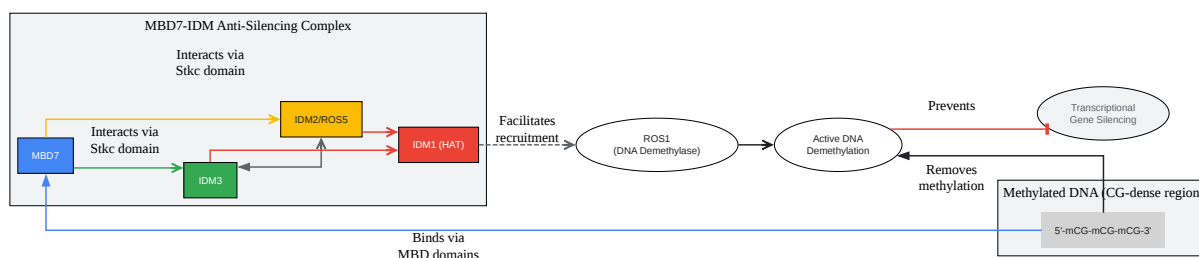 MBD7-IDM Anti-Silencing Complex
Interacts via
Stkc domain
IDM2/ROS5
Interacts via
Stkc domain
MBD7
IDM3
IDM1 (HAT)
Facilitates
recruitment
ROS1
(DNA Demethylase)
Active DNA
Demethylation
Prevents
Transcriptional
Gene Silencing
Removes
methylation
Methylated DNA (CG-dense region
5'-mCG-mCG-mCG-3'
Binds via
MBD domains